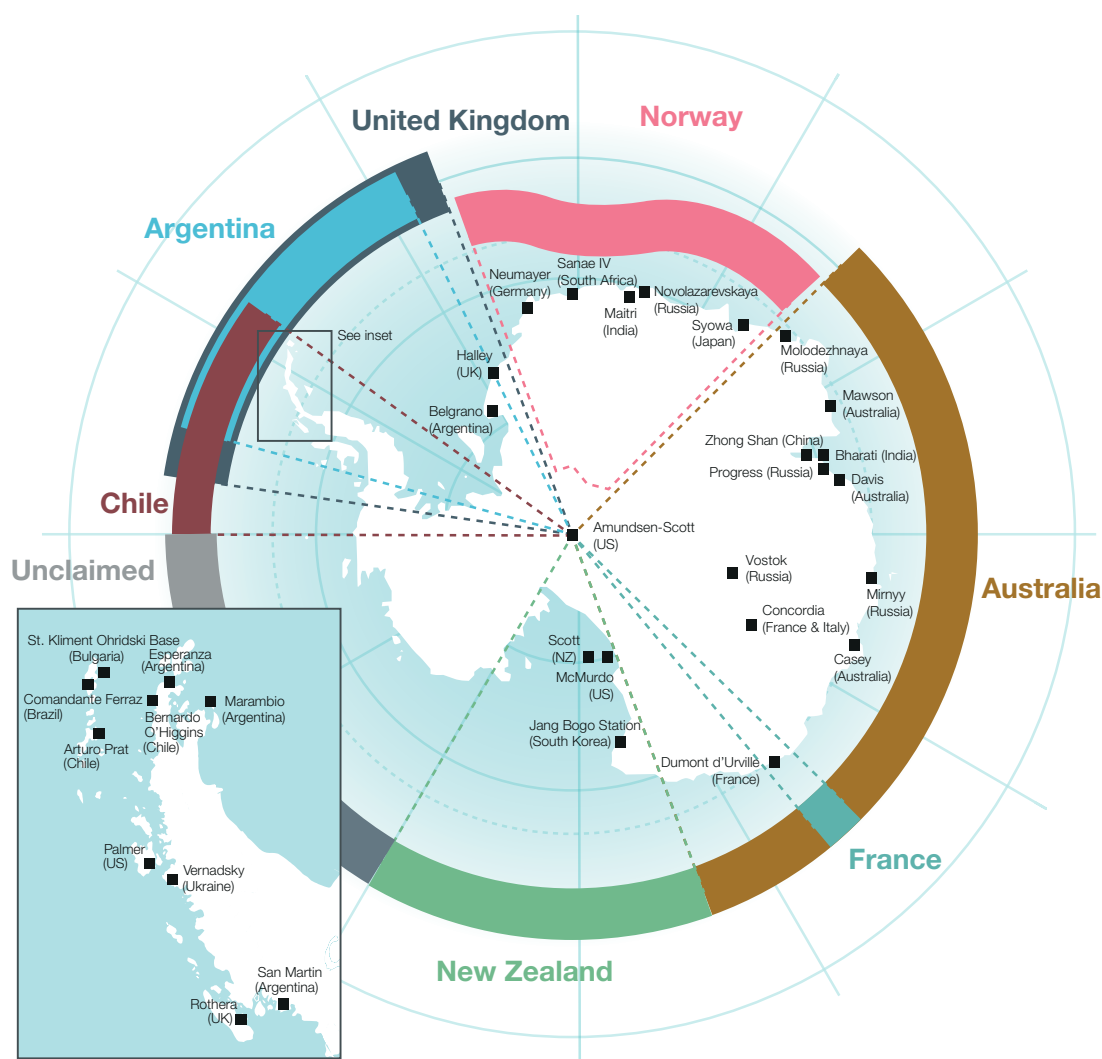 Norway
United Kingdom
Argentina
Sanae IV
(South Africa)
Neumayer
(Germany)
Novolazarevskaya
(Russia)
Maitri
(India)
Syowa
(Japan)
See inset
Molodezhnaya
(Russia)
Halley
(UK)
Mawson
(Australia)
Belgrano
(Argentina)
Zhong Shan (China)
Bharati (India)
Progress (Russia)
Davis
(Australia)
Chile
Amundsen-Scott
(US)
Unclaimed
Vostok
(Russia)
Mirnyy
(Russia)
Australia
Concordia
(France & Italy)
Scott
(NZ)
Casey
(Australia)
McMurdo
(US)
Jang Bogo Station
(South Korea)
Dumont d’Urville
(France)
France
New Zealand
St. Kliment Ohridski Base
(Bulgaria)
Esperanza
(Argentina)
Comandante Ferraz
(Brazil)
Marambio
(Argentina)
Bernardo
O’Higgins
(Chile)
Arturo Prat
(Chile)
Palmer
(US)
Vernadsky
(Ukraine)
San Martin
(Argentina)
Rothera
(UK)